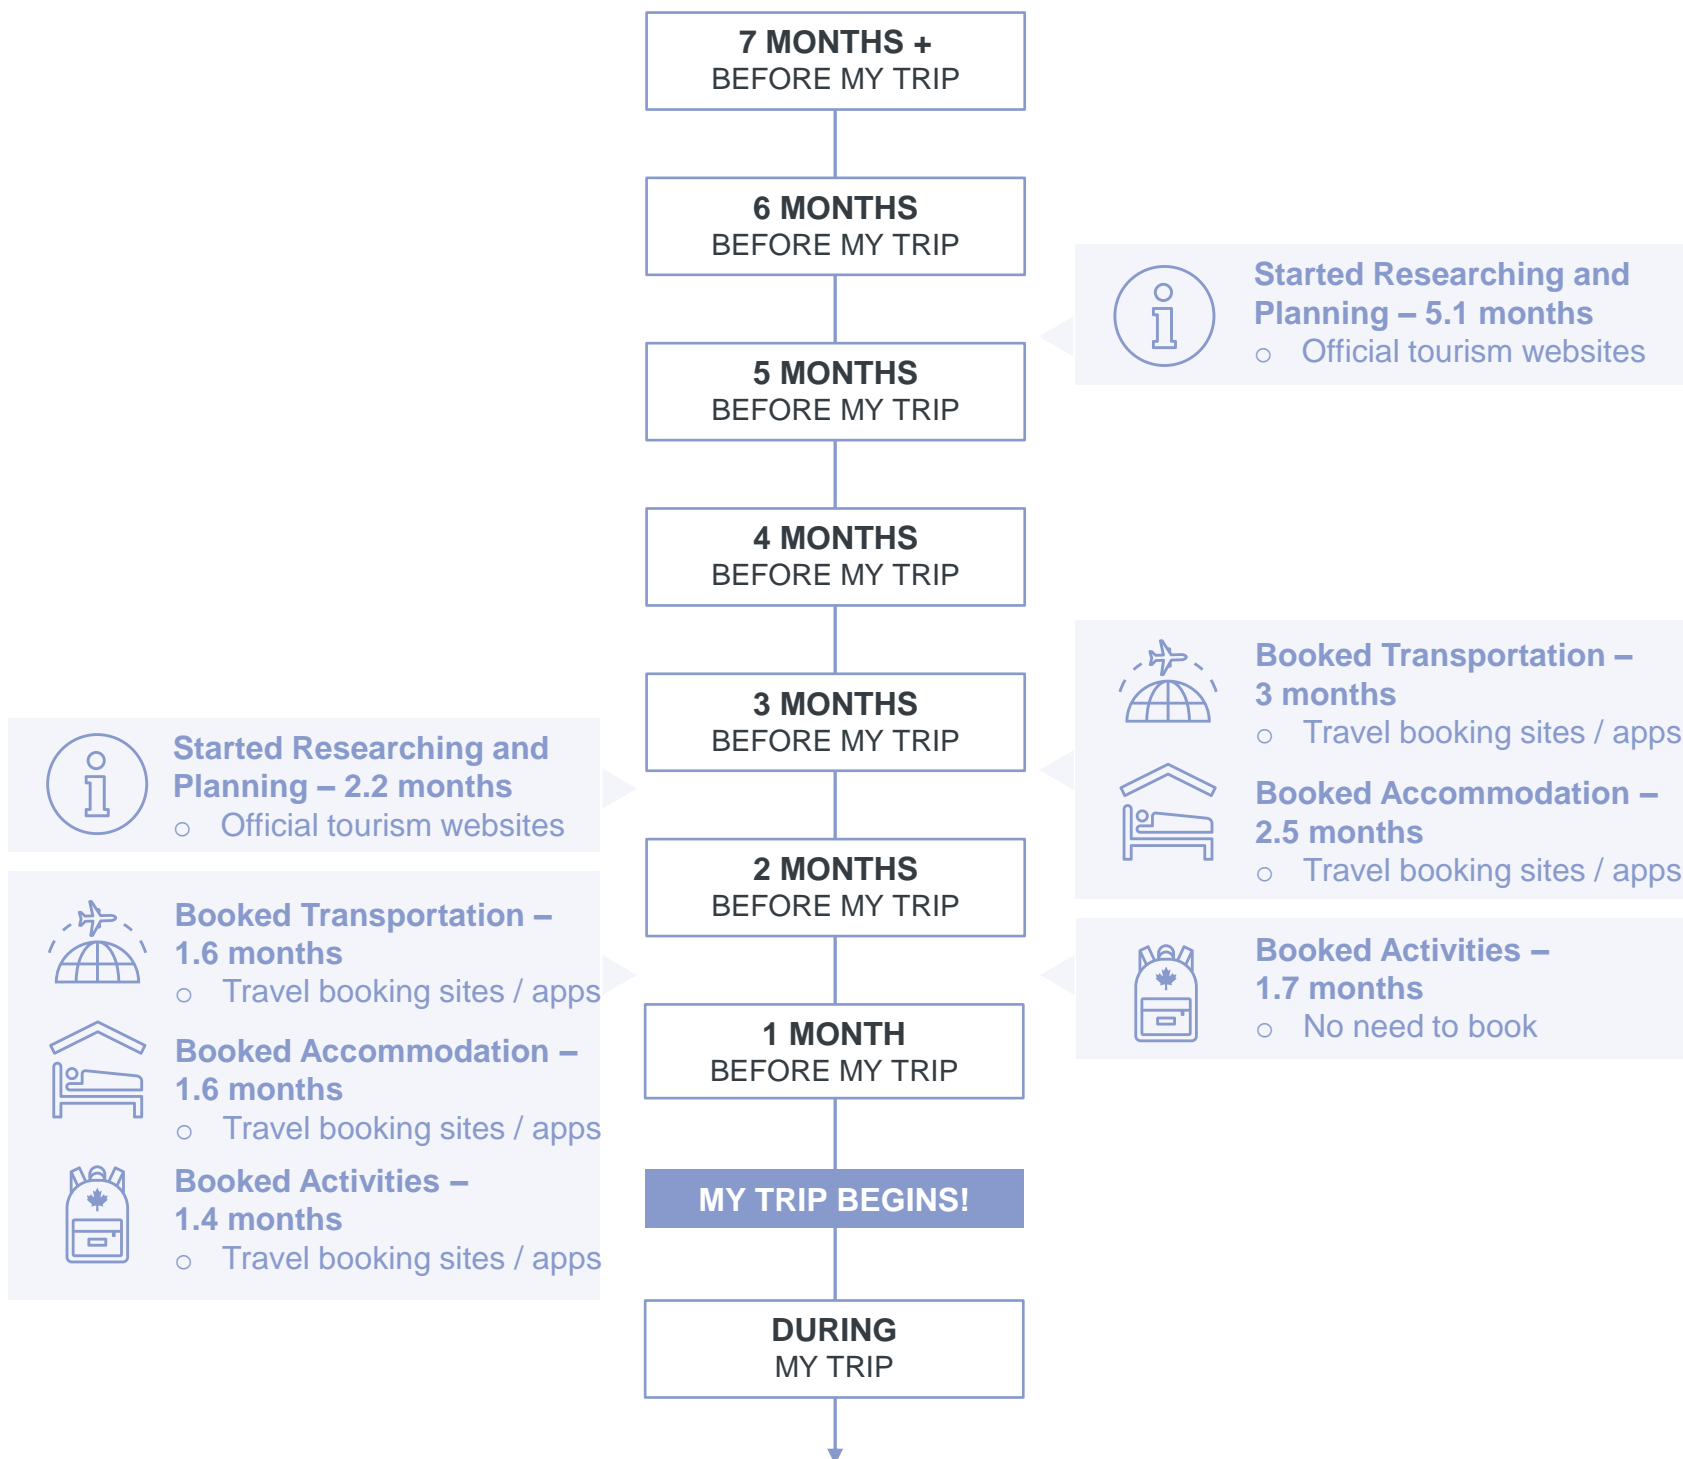 7 MONTHS +
BEFORE MY TRIP
6 MONTHS
BEFORE MY TRIP
Started Researching and
Planning – 5.1 months
○ Official tourism websites
5 MONTHS
BEFORE MY TRIP
4 MONTHS
BEFORE MY TRIP
Booked Transportation –
3 months
○ Travel booking sites / apps
Booked Accommodation –
2.5 months
○ Travel booking sites / apps
3 MONTHS
BEFORE MY TRIP
Started Researching and
Planning – 2.2 months
○ Official tourism websites
2 MONTHS
BEFORE MY TRIP
Booked Transportation –
1.6 months
○ Travel booking sites / apps
Booked Accommodation –
1.6 months
○ Travel booking sites / apps
Booked Activities –
1.4 months
○ Travel booking sites / apps
Booked Activities –
1.7 months
○ No need to book
1 MONTH
BEFORE MY TRIP
MY TRIP BEGINS!
DURING
MY TRIP